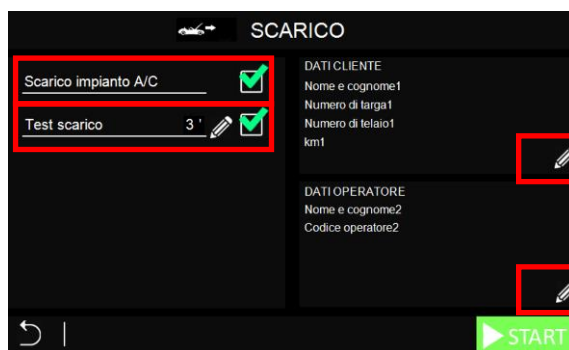 SCARICO
Scarico impianto A/C
Test scarico 3 '
DATI CLIENTE
Nome e cognome1
Numero di targa1
Numero di telaio1
km1
DATI OPERATORE
Nome e cognome2
Codice operatore2
START